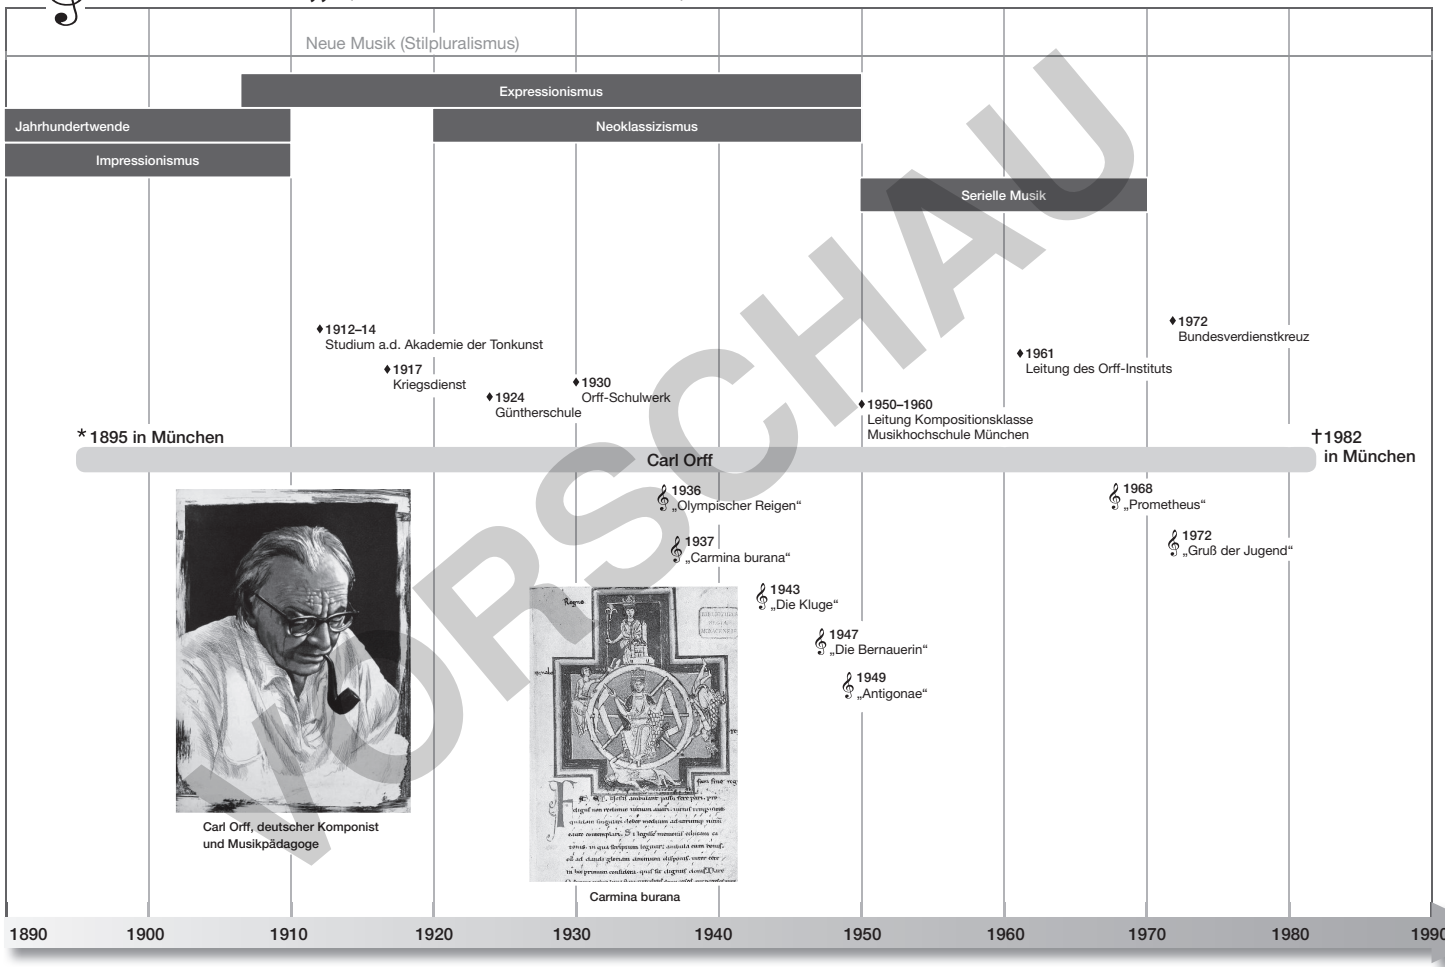 Neue Musik (Stilpluralismus)
Expressionismus
Jahrhundertwende
Neoklassizismus
Impressionismus
Serielle Musik
1912–14
Studium a.d. Akademie der Tonkunst
1917
Kriegsdienst
1924
Güntherschule
1930
Orff-Schulwerk
1950–1960
Leitung Kompositionsklasse
Musikhochschule München
1961
Leitung des Orff-Instituts
1972
Bundesverdienstkreuz
* 1895 in München
Carl Orff
†1982
in München
1936
„Olympischer Reigen“
1937
„Carmina burana“
1943
„Die Kluge“
1947
„Die Bernauerin“
1949
„Antigonae“
1968
„Prometheus“
1972
„Gruß der Jugend“
Carl Orff, deutscher Komponist
und Musikpädagoge
Carmina burana
VORSCHAU
1890 1900 1910 1920 1930 1940 1950 1960 1970 1980 1990